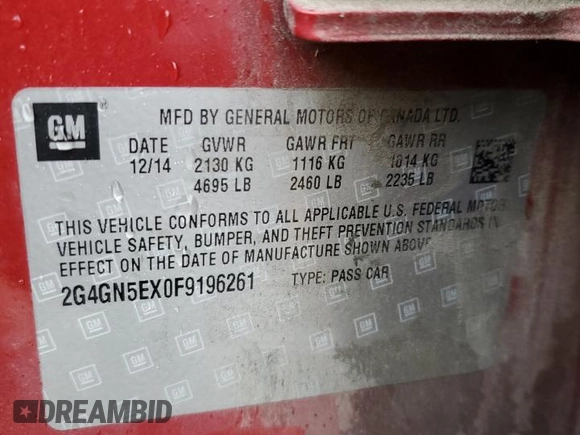 GM
MFD BY GENERAL MOTORS OF CANADA LTD.
DATE GVWR GAWR FRT GAWR RR
12/14 2130 KG 1116 KG 1014 KG
4695 LB 2460 LB 2235 LB
THIS VEHICLE CONFORMS TO ALL APPLICABLE U.S. FEDERAL MOTOR
VEHICLE SAFETY, BUMPER, AND THEFT PREVENTION STANDARDS IN
EFFECT ON THE DATE OF MANUFACTURE SHOWN ABOVE
2G4GN5EX0F9196261 TYPE: PASS CAR
DREAMBID